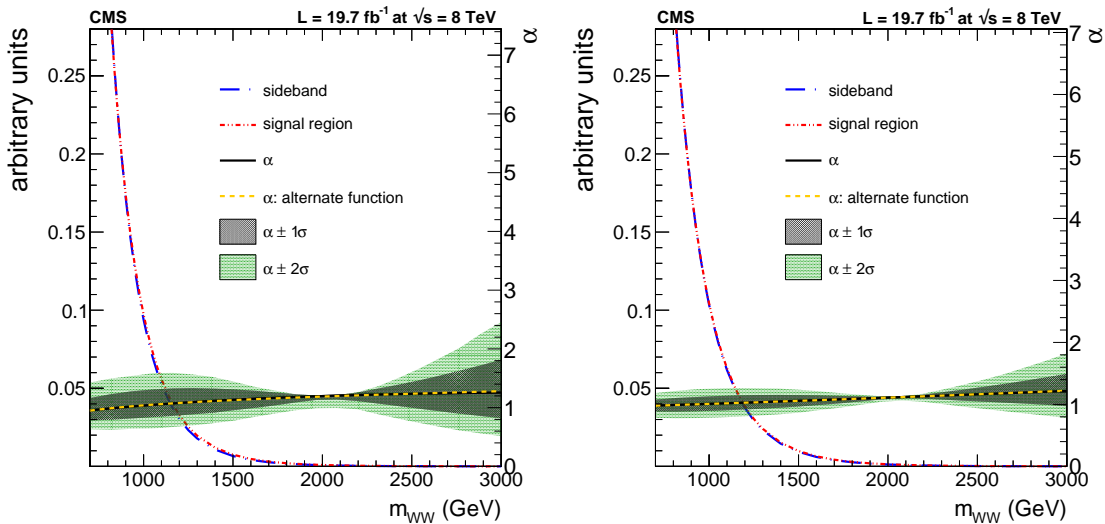 CMS
L = 19.7 fb⁻¹ at √s = 8 TeV
arbitrary units
α
0.25
0.2
0.15
0.1
0.05
7
6
5
4
3
2
1
0
sideband
signal region
α
α: alternate function
α ± 1σ
α ± 2σ
1000 1500 2000 2500 3000
m_WW (GeV)
CMS
L = 19.7 fb⁻¹ at √s = 8 TeV
arbitrary units
α
0.25
0.2
0.15
0.1
0.05
7
6
5
4
3
2
1
0
sideband
signal region
α
α: alternate function
α ± 1σ
α ± 2σ
1000 1500 2000 2500 3000
m_WW (GeV)